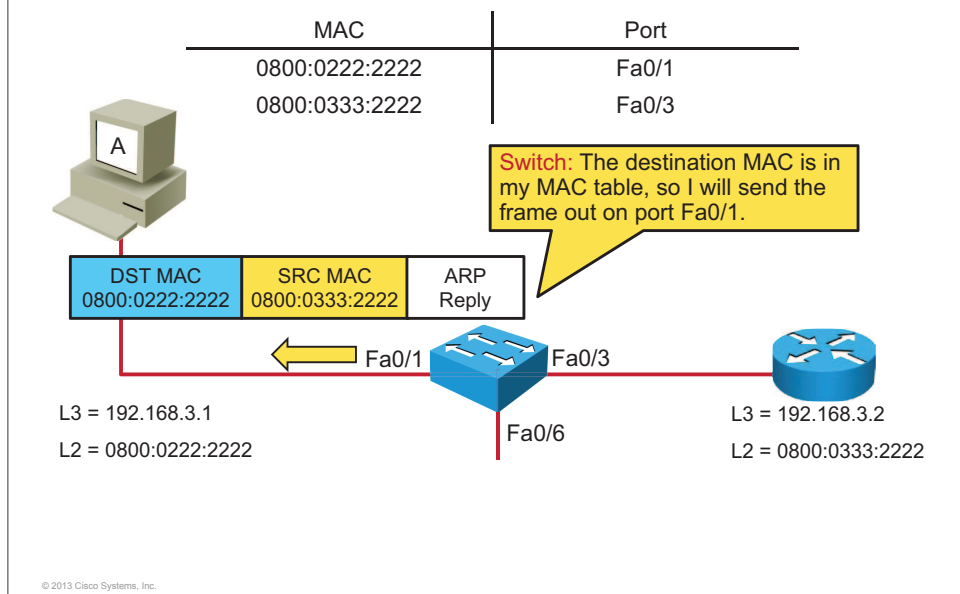 MAC Port
0800:0222:2222 Fa0/1
0800:0333:2222 Fa0/3
A
Switch: The destination MAC is in
my MAC table, so I will send the
frame out on port Fa0/1.
DST MAC SRC MAC ARP
0800:0222:2222 0800:0333:2222 Reply
Fa0/1 Fa0/3
L3 = 192.168.3.1 L3 = 192.168.3.2
Fa0/6
L2 = 0800:0222:2222 L2 = 0800:0333:2222
© 2013 Cisco Systems, Inc.